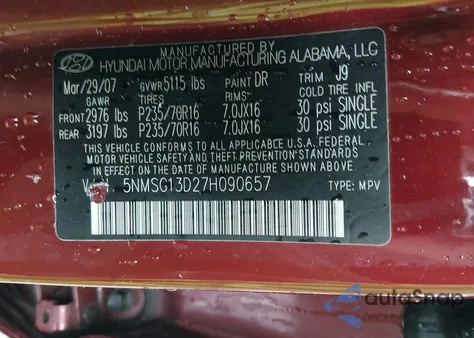 MANUFACTURED BY
HYUNDAI MOTOR MANUFACTURING ALABAMA, LLC
Mar/29/07 GVWR 5115 lbs PAINT DR TRIM J9
GAWR TIRES RIMS COLD TIRE INFL
FRONT 2976 lbs P235/70R16 7.0JX16 30 psi SINGLE
REAR 3197 lbs P235/70R16 7.0JX16 30 psi SINGLE
THIS VEHICLE CONFORMS TO ALL APPLICABLE U.S.A. FEDERAL
MOTOR VEHICLE SAFETY, BUMPER, AND THEFT PREVENTION
STANDARDS IN EFFECT ON THE DATE OF MANUFACTURE
SHOWN ABOVE.
5NMSG13D27H090657 TYPE: MPV
autoSnap